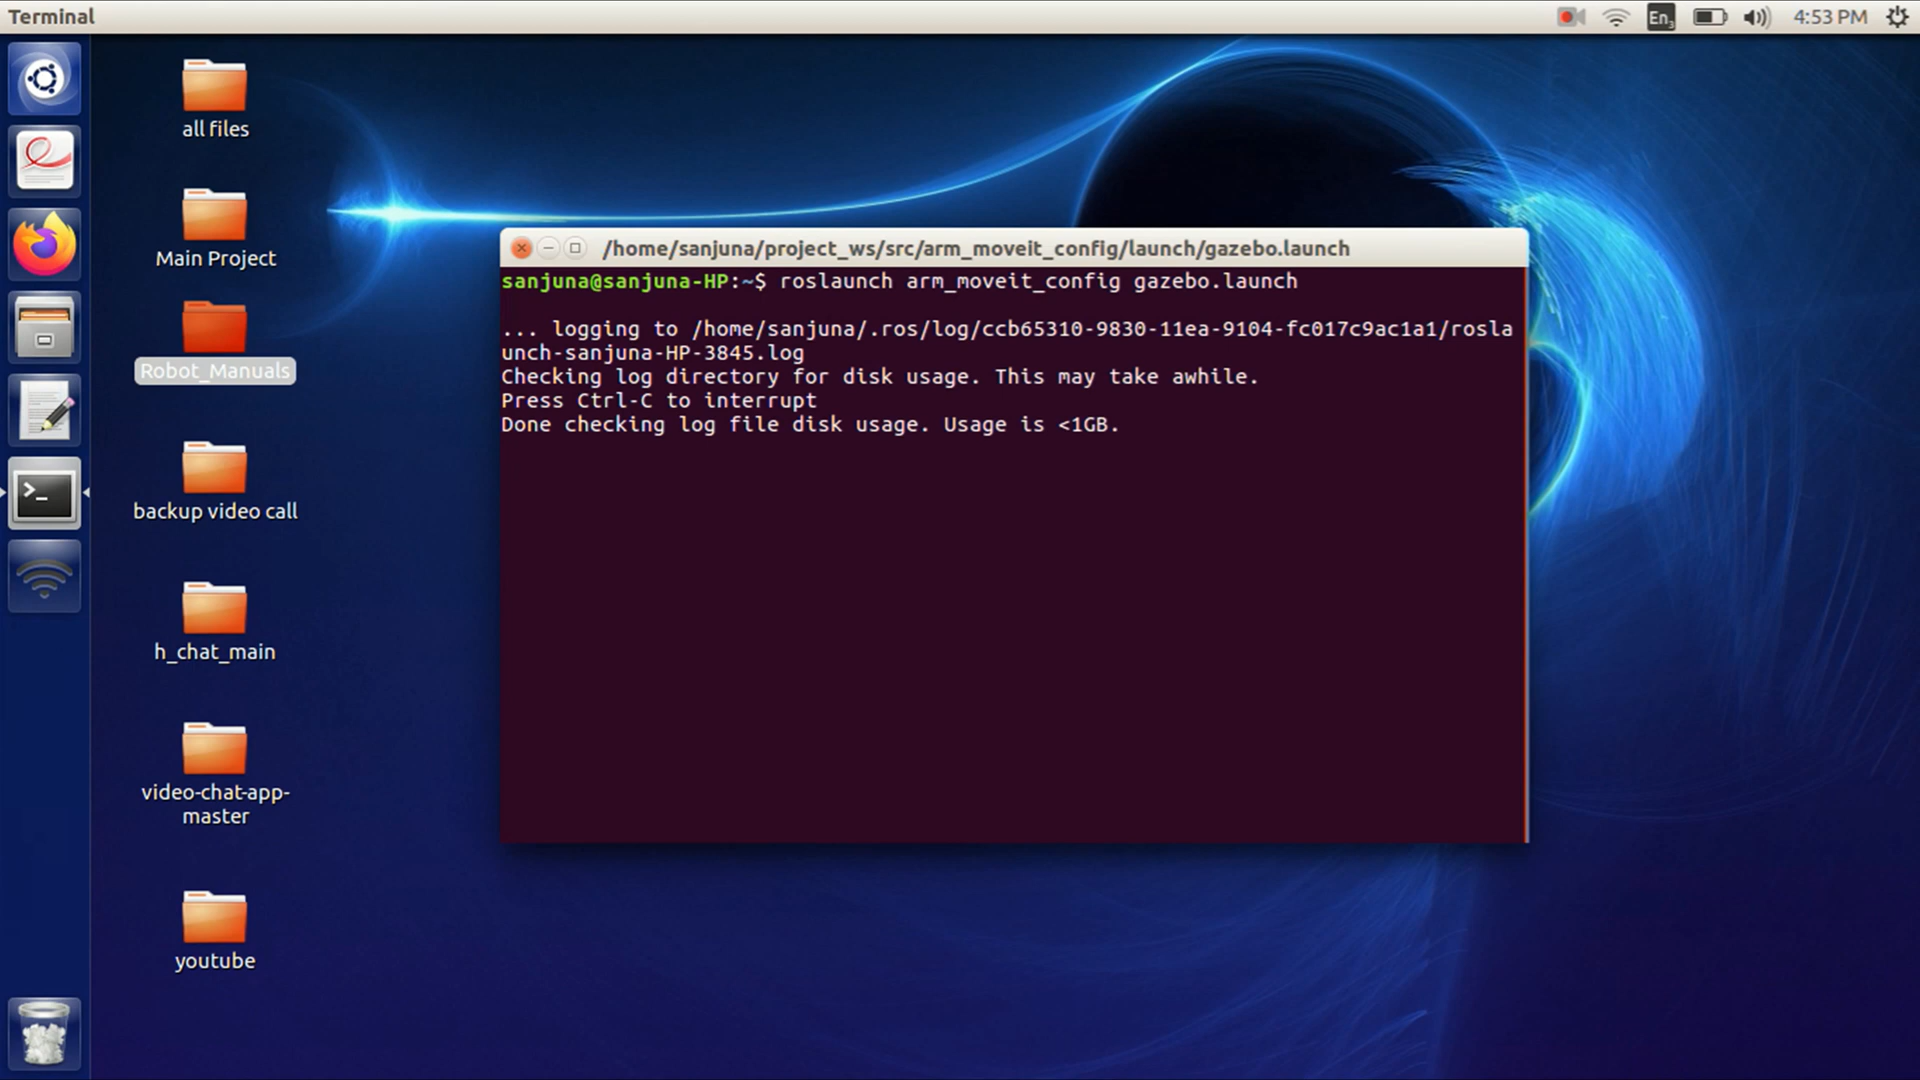 Terminal
En3
4:53 PM
all files
Main Project
Robot_Manuals
backup video call
h_chat_main
video-chat-app-
master
youtube
/home/sanjuna/project_ws/src/arm_moveit_config/launch/gazebo.launch
sanjuna@sanjuna-HP:~$ roslaunch arm_moveit_config gazebo.launch
... logging to /home/sanjuna/.ros/log/ccb65310-9830-11ea-9104-fc017c9ac1a1/rosla
unch-sanjuna-HP-3845.log
Checking log directory for disk usage. This may take awhile.
Press Ctrl-C to interrupt
Done checking log file disk usage. Usage is <1GB.